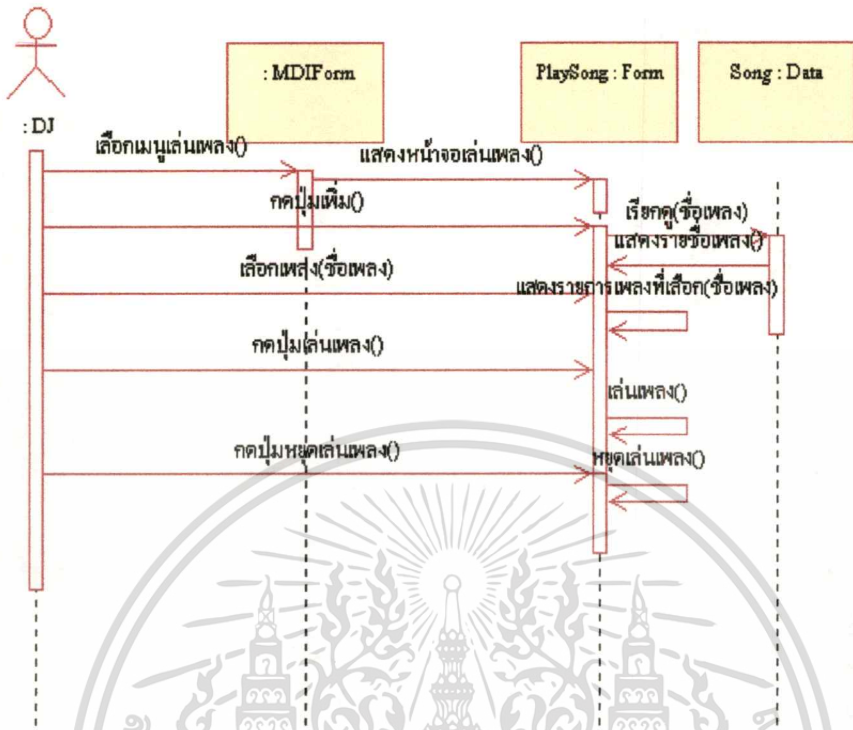 : MDIForm
PlaySong : Form
Song : Data
: DJ
เลือกเมนูเล่นเพลง()
แสดงหน้าจอเล่นเพลง()
กดปุ่มเพิ่ม()
เรียกดู(ชื่อเพลง)
แสดงรายชื่อเพลง()
เลือกเพลง(ชื่อเพลง)
แสดงรายการเพลงที่เลือก(ชื่อเพลง)
กดปุ่มเล่นเพลง()
เล่นเพลง()
กดปุ่มหยุดเล่นเพลง()
หยุดเล่นเพลง()